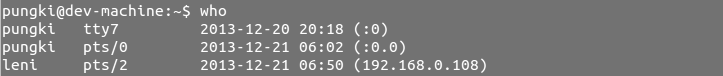 pungki@dev-machine:~$ who
pungki   tty7         2013-12-20 20:18 (:0)
pungki   pts/0        2013-12-21 06:02 (:0.0)
leni     pts/2        2013-12-21 06:50 (192.168.0.108)